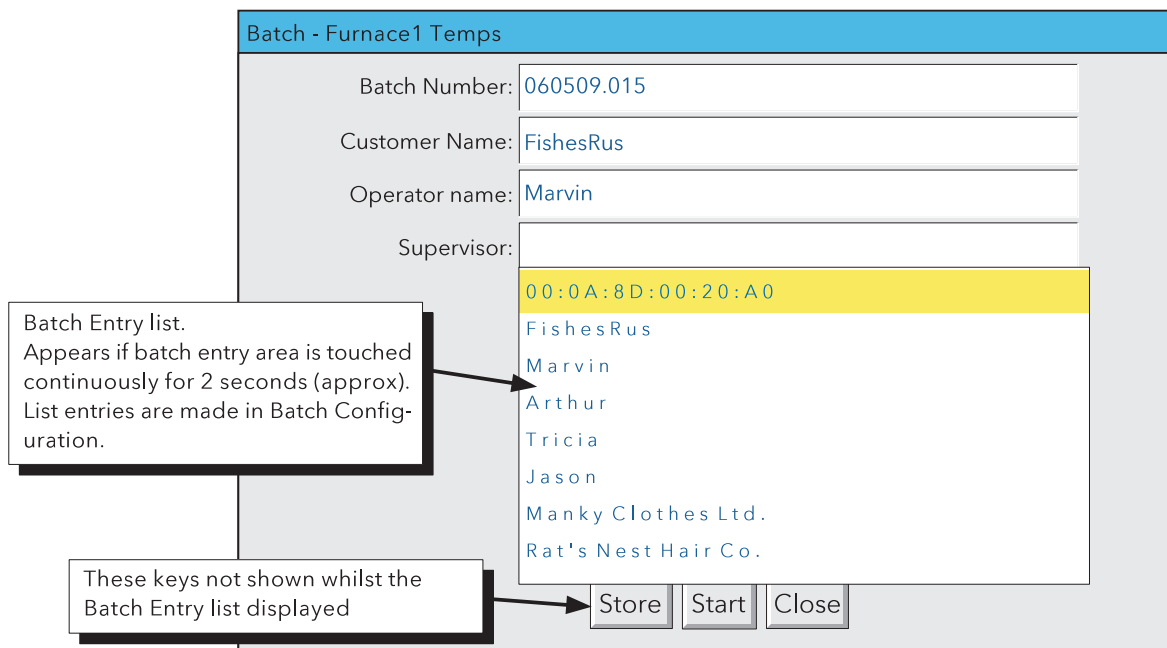 Batch - Furnace1 Temps
Batch Number: 060509.015
Customer Name: FishesRus
Operator name: Marvin
Supervisor:
00:0A:8D:00:20:A0
FishesRus
Marvin
Arthur
Tricia
Jason
Manky Clothes Ltd.
Rat's Nest Hair Co.
Batch Entry list.
Appears if batch entry area is touched
continuously for 2 seconds (approx).
List entries are made in Batch Config-
uration.
These keys not shown whilst the
Batch Entry list displayed
Store Start Close